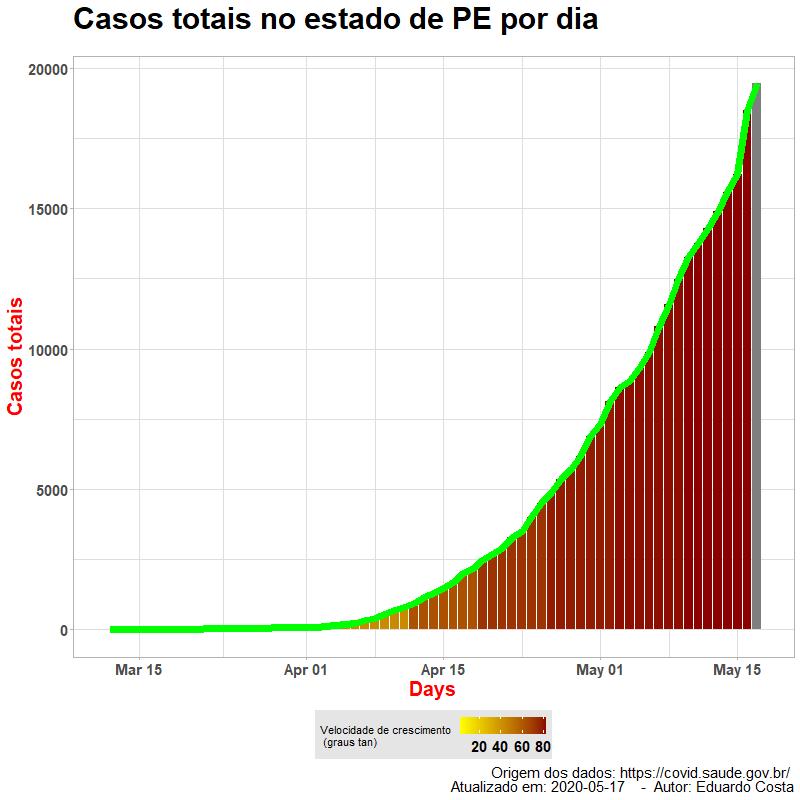 Casos totais no estado de PE por dia
Casos totais
20000
15000
10000
5000
0
Mar 15 Apr 01 Apr 15 May 01 May 15
Days
Velocidade de crescimento
(graus tan)
20 40 60 80
Origem dos dados: https://covid.saude.gov.br/
Atualizado em: 2020-05-17 - Autor: Eduardo Costa